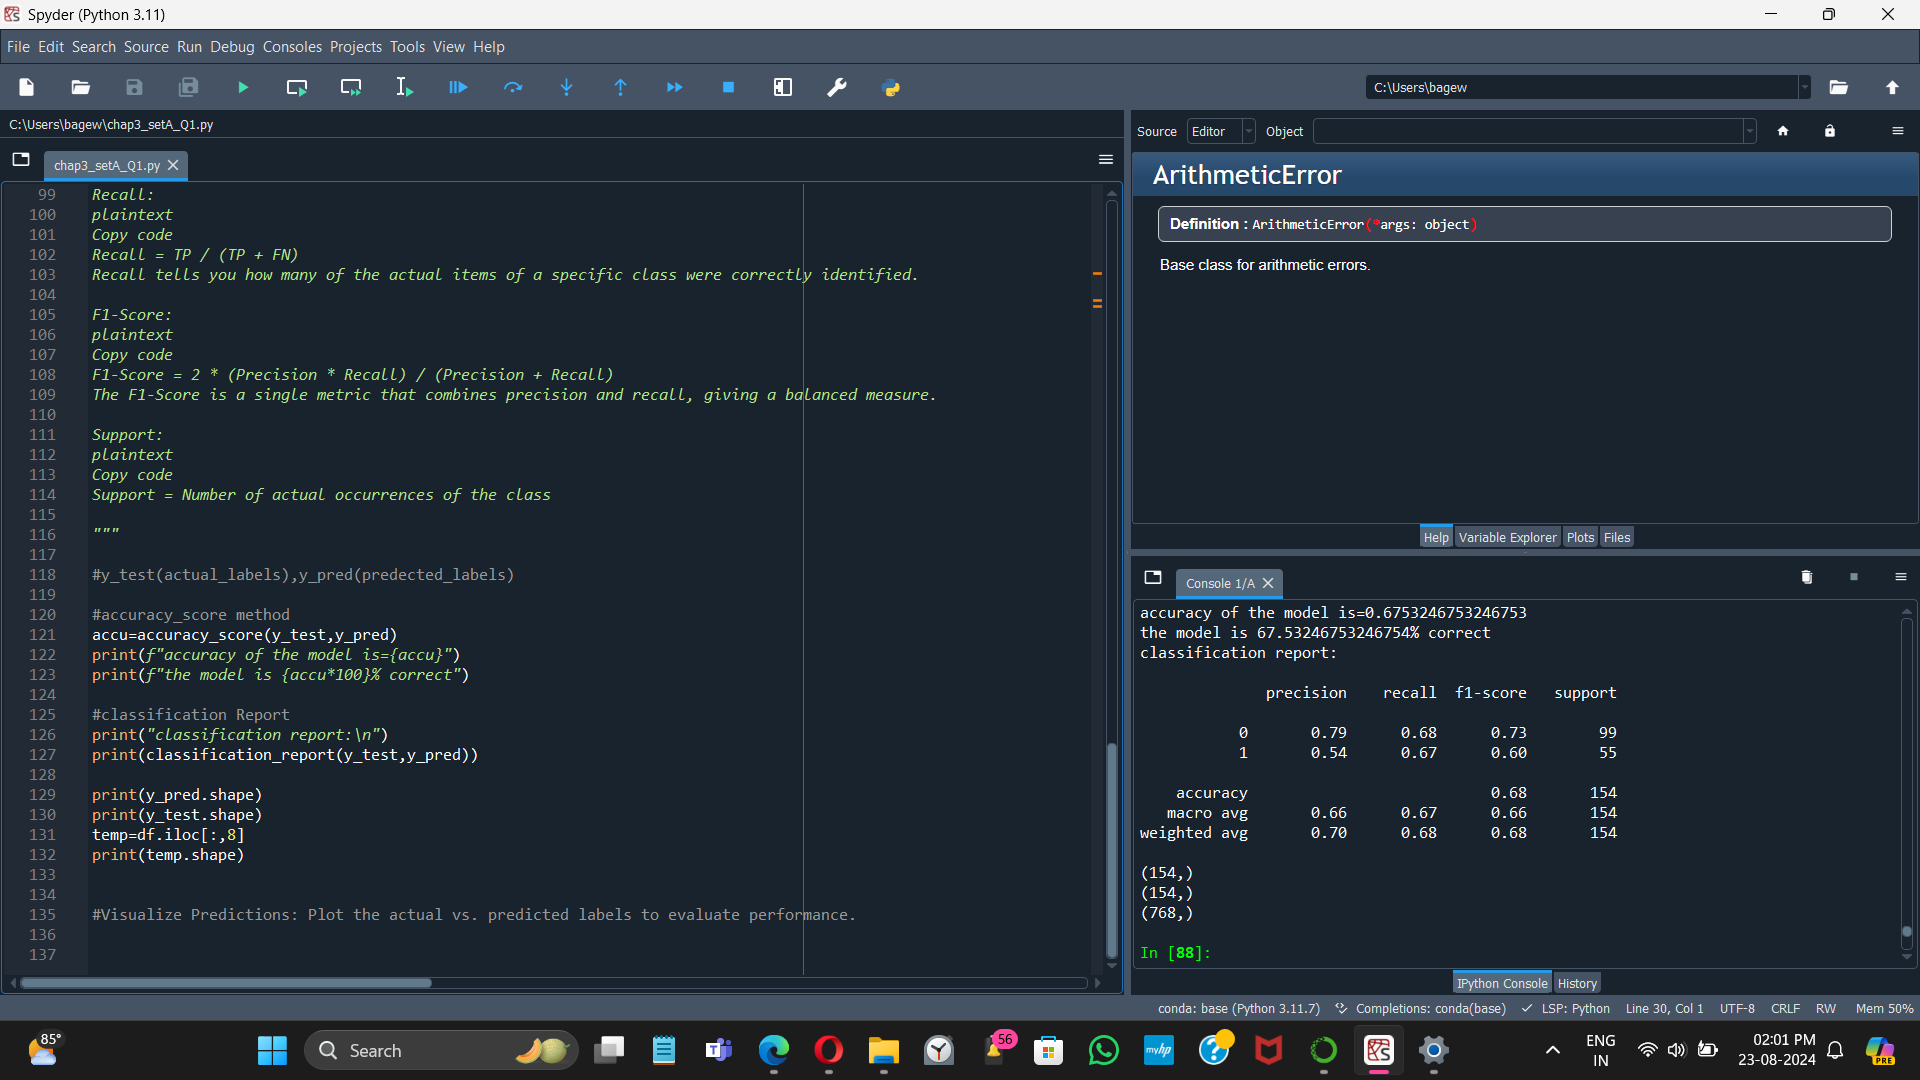 Spyder (Python 3.11)
File Edit Search Source Run Debug Consoles Projects Tools View Help
C:\Users\bagew
C:\Users\bagew\chap3_setA_Q1.py
chap3_setA_Q1.py
99 Recall:
100 plaintext
101 Copy code
102 Recall = TP / (TP + FN)
103 Recall tells you how many of the actual items of a specific class were correctly identified.
104
105 F1-Score:
106 plaintext
107 Copy code
108 F1-Score = 2 * (Precision * Recall) / (Precision + Recall)
109 The F1-Score is a single metric that combines precision and recall, giving a balanced measure.
110
111 Support:
112 plaintext
113 Copy code
114 Support = Number of actual occurrences of the class
115
116 """
117
118 #y_test(actual_labels),y_pred(predected_labels)
119
120 #accuracy_score method
121 accu=accuracy_score(y_test,y_pred)
122 print(f"accuracy of the model is={accu}")
123 print(f"the model is {accu*100}% correct")
124
125 #classification Report
126 print("classification report:\n")
127 print(classification_report(y_test,y_pred))
128
129 print(y_pred.shape)
130 print(y_test.shape)
131 temp=df.iloc[:,8]
132 print(temp.shape)
133
134
135 #Visualize Predictions: Plot the actual vs. predicted labels to evaluate performance.
136
137
Source Editor Object
ArithmeticError
Definition : ArithmeticError(*args: object)
Base class for arithmetic errors.
Help Variable Explorer Plots Files
Console 1/A
accuracy of the model is=0.6753246753246753
the model is 67.53246753246754% correct
classification report:
precision recall f1-score support
0 0.79 0.68 0.73 99
1 0.54 0.67 0.60 55
accuracy 0.68 154
macro avg 0.66 0.67 0.66 154
weighted avg 0.70 0.68 0.68 154
(154,)
(154,)
(768,)
In [88]:
IPython Console History
conda: base (Python 3.11.7) Completions: conda(base) LSP: Python Line 30, Col 1 UTF-8 CRLF RW Mem 50%
85°
Search
56
myhp
ENG
IN
02:01 PM
23-08-2024
PRE